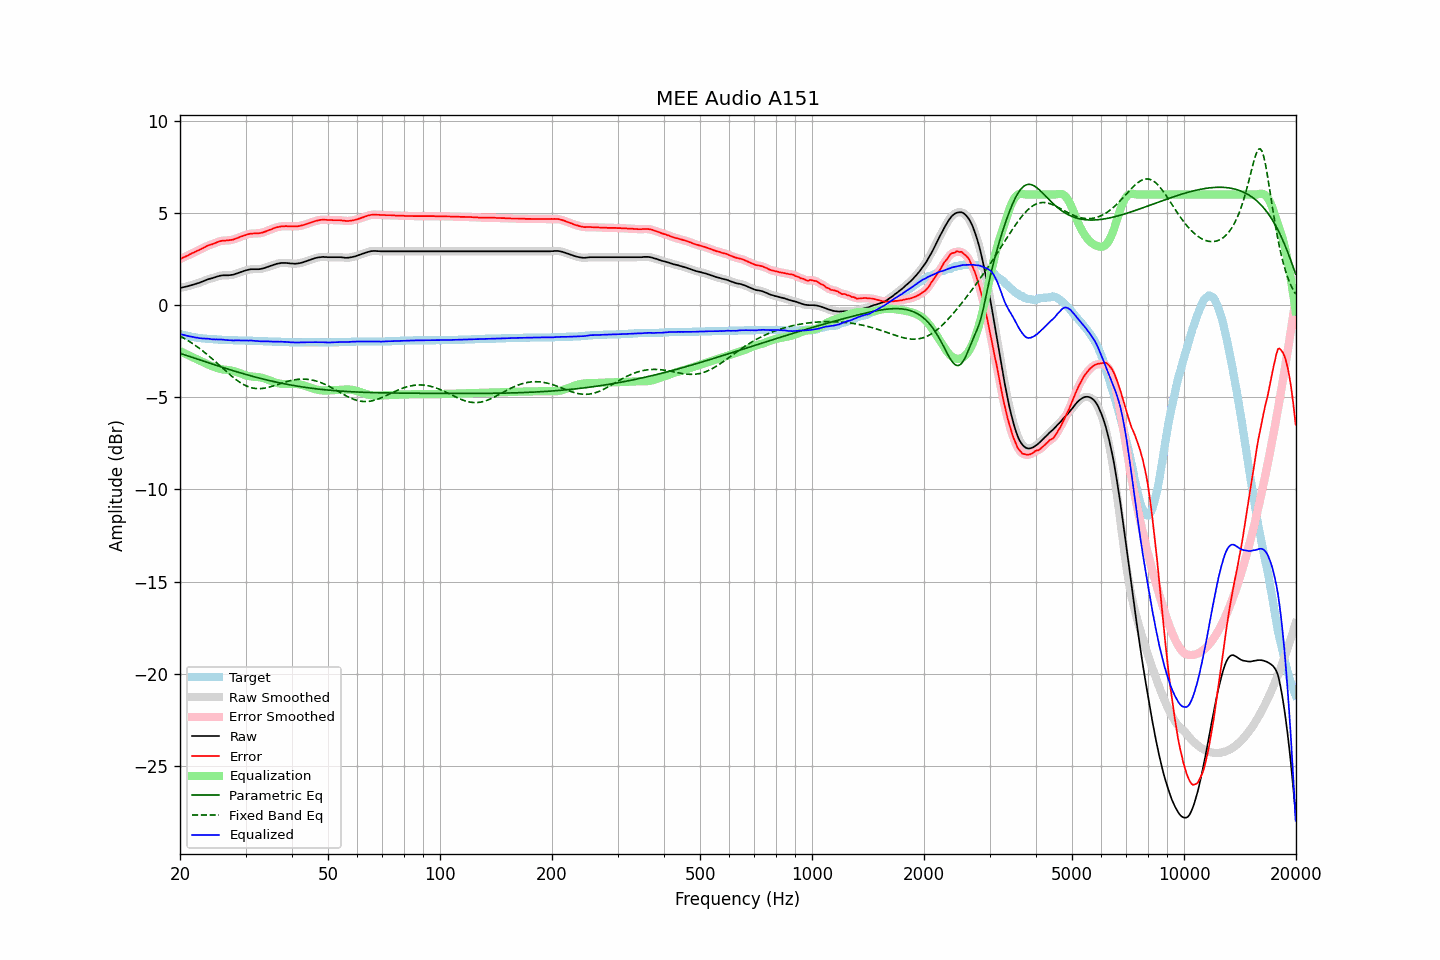 MEE Audio A151
10
5
0
−5
−10
−15
−20
−25
Amplitude (dBr)
Target
Raw Smoothed
Error Smoothed
Raw
Error
Equalization
Parametric Eq
Fixed Band Eq
Equalized
20 50 100 200 500 1000 2000 5000 10000 20000
Frequency (Hz)